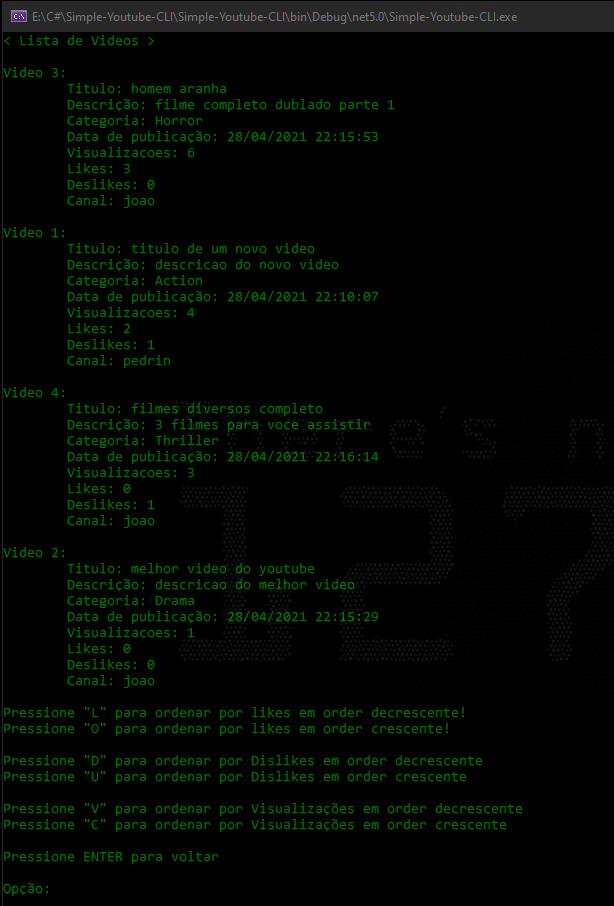 E:\C#\Simple-Youtube-CLI\Simple-Youtube-CLI\bin\Debug\net5.0\Simple-Youtube-CLI.exe
< Lista de Videos >
Video 3:
Titulo: homem aranha
Descrição: filme completo dublado parte 1
Categoria: Horror
Data de publicação: 28/04/2021 22:15:53
Visualizacoes: 6
Likes: 3
Deslikes: 0
Canal: joao
Video 1:
Titulo: titulo de um novo video
Descrição: descricao do novo video
Categoria: Action
Data de publicação: 28/04/2021 22:10:07
Visualizacoes: 4
Likes: 2
Deslikes: 1
Canal: pedrin
Video 4:
Titulo: filmes diversos completo
Descrição: 3 filmes para voce assistir
Categoria: Thriller
Data de publicação: 28/04/2021 22:16:14
Visualizacoes: 3
Likes: 0
Deslikes: 1
Canal: joao
Video 2:
Titulo: melhor video do youtube
Descrição: descricao do melhor video
Categoria: Drama
Data de publicação: 28/04/2021 22:15:29
Visualizacoes: 1
Likes: 0
Deslikes: 0
Canal: joao
Pressione "L" para ordenar por likes em order decrescente!
Pressione "O" para ordenar por likes em order crescente!
Pressione "D" para ordenar por Dislikes em order decrescente
Pressione "U" para ordenar por Dislikes em order crescente
Pressione "V" para ordenar por Visualizações em order decrescente
Pressione "C" para ordenar por Visualizações em order crescente
Pressione ENTER para voltar
Opção:
127